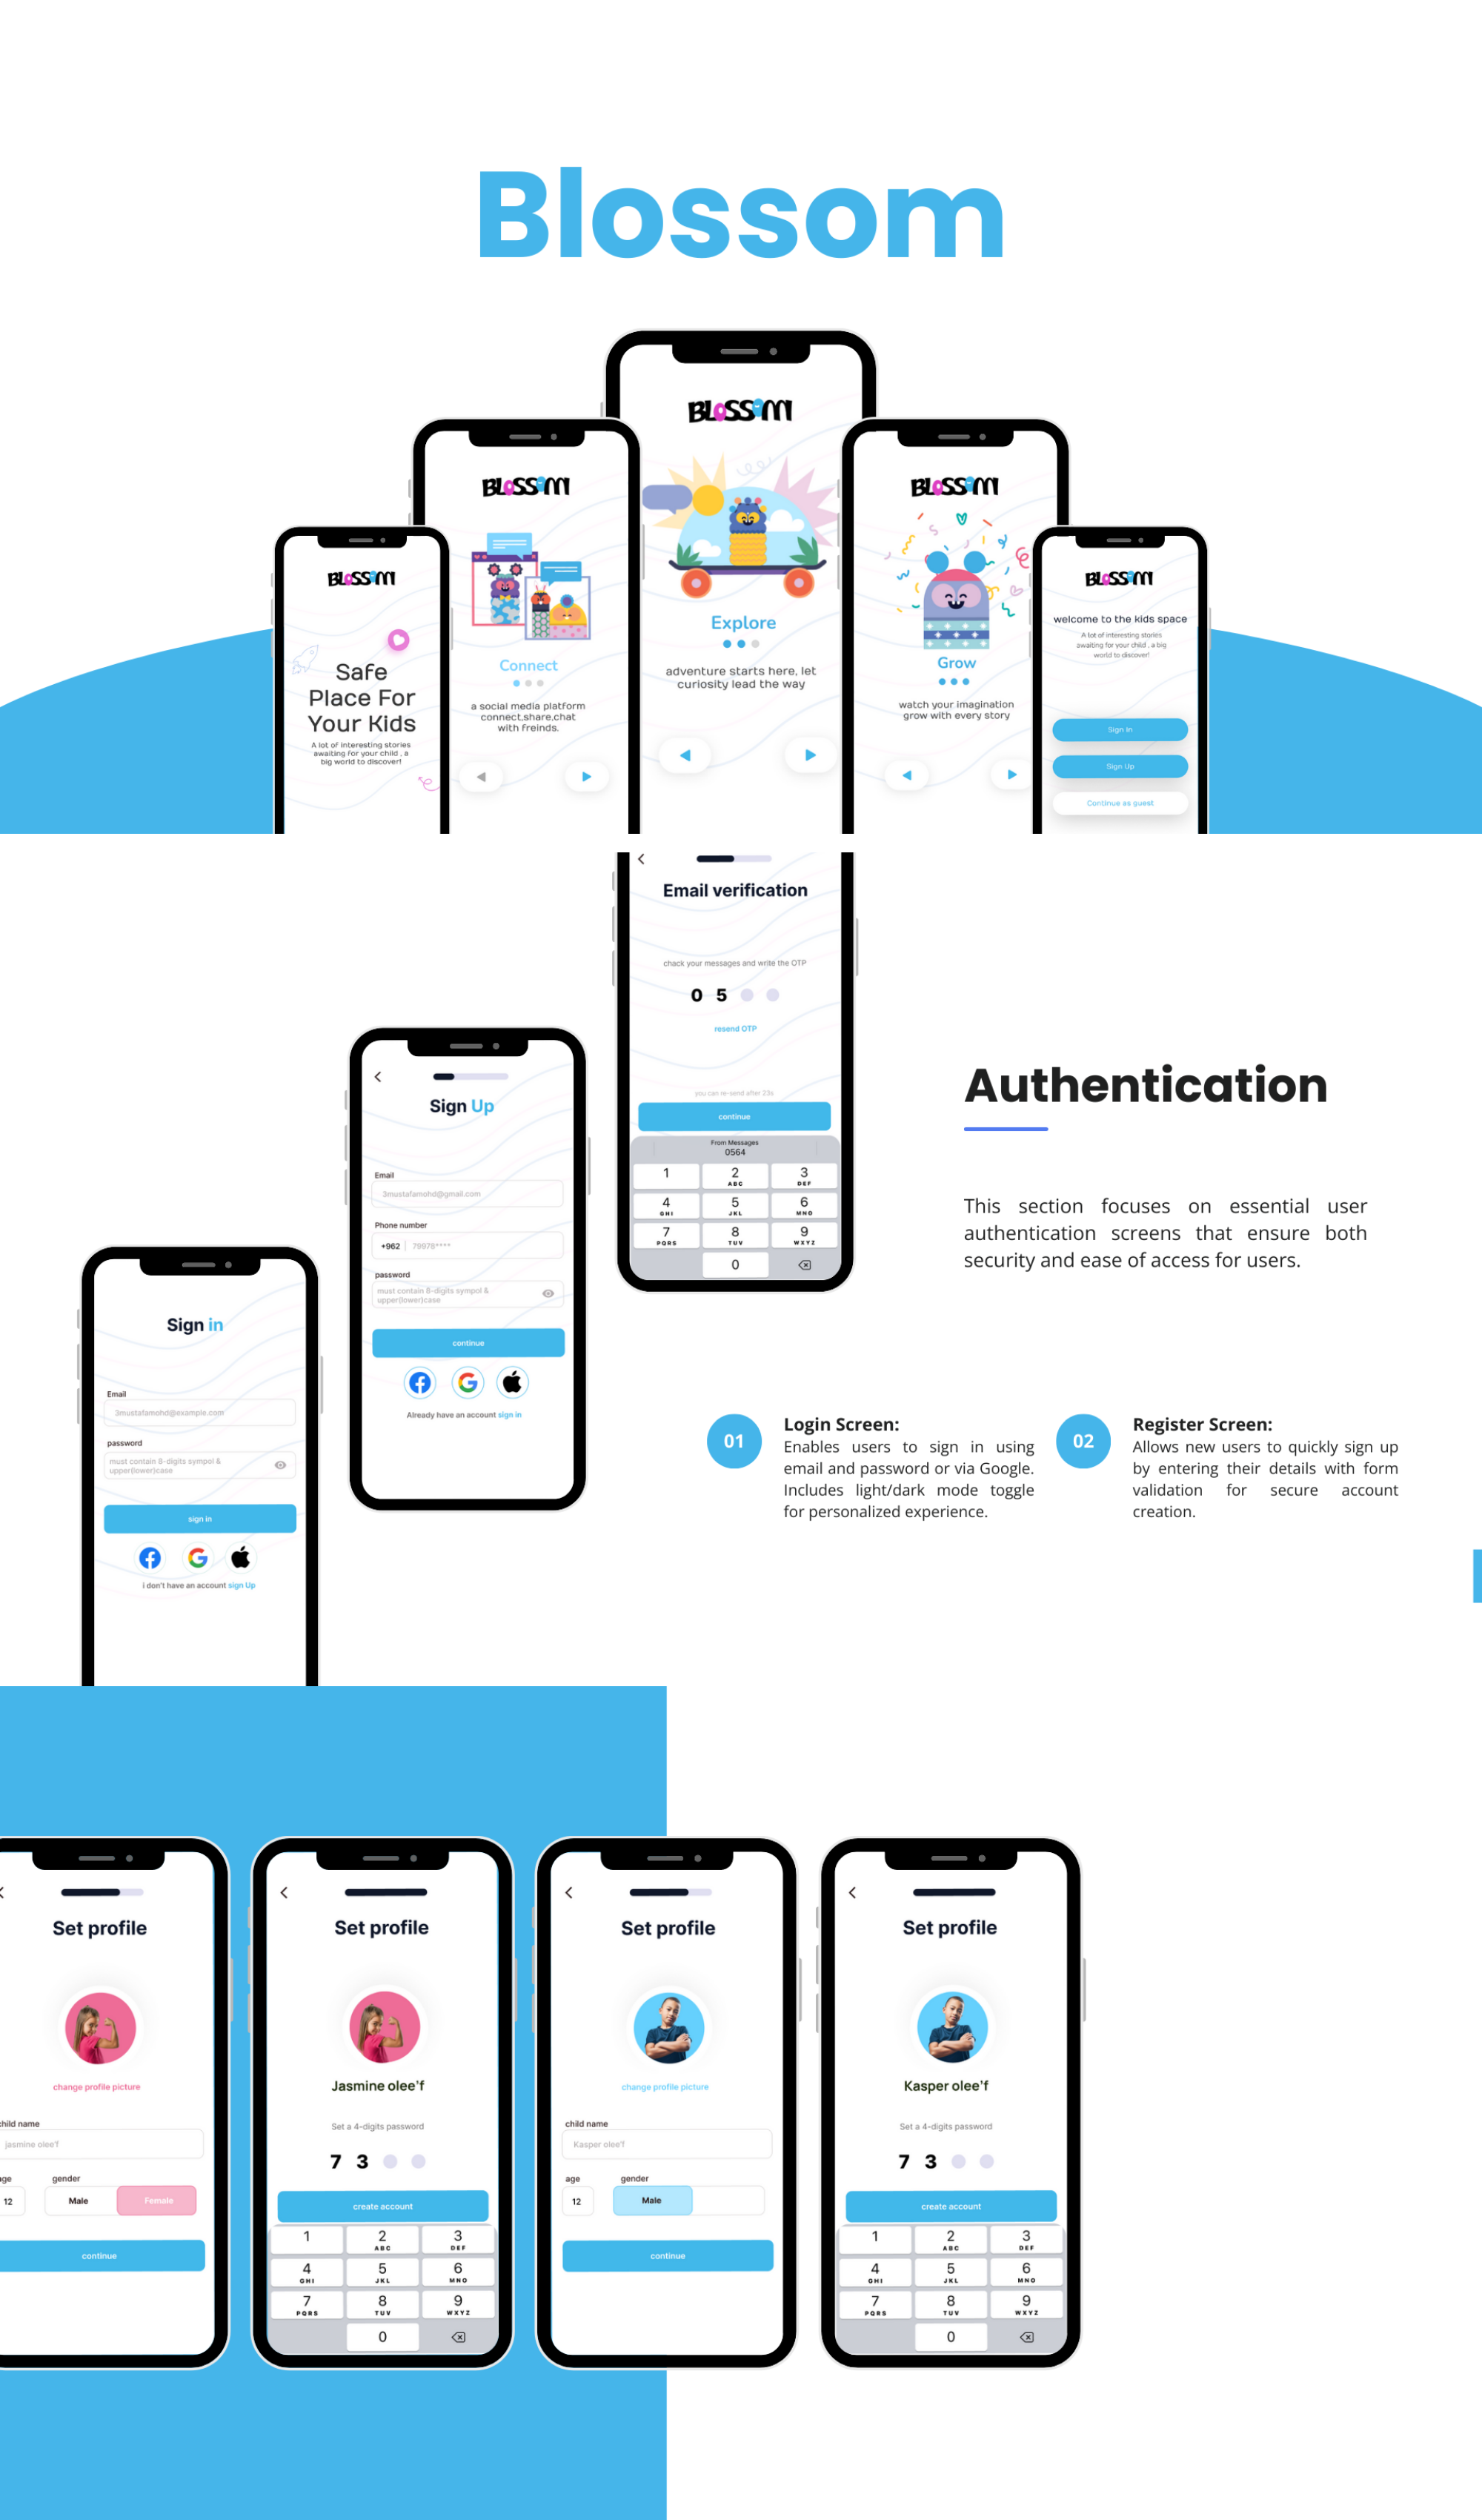 Blossom
BLOSSOM
Safe
Place For
Your Kids
A lot of interesting stories
awaiting for your child , a
big world to discover!
BLOSSOM
Connect
a social media platform
connect,share,chat
with freinds.
BLOSSOM
Explore
adventure starts here, let
curiosity lead the way
BLOSSOM
Grow
watch your imagination
grow with every story
BLOSSOM
welcome to the kids space
A lot of interesting stories
awaiting for your child , a big
world to discover!
Sign in
Sign Up
Continue as guest
Email verification
chack your messages and write the OTP
0 5
resend OTP
you can re-send after 23s
continue
From Messages
0564
1
2
ABC
3
DEF
4
GHI
5
JKL
6
MNO
7
PQRS
8
TUV
9
WXYZ
0
Sign Up
Email
3mustafamohd@gmail.com
Phone number
+962 79978****
password
must contain 8-digits sympol &
upper(lower)case
continue
Already have an account sign in
Sign in
Email
3mustafamohd@example.com
password
must contain 8-digits sympol &
upper(lower)case
sign in
i don't have an account sign Up
Authentication
This section focuses on essential user
authentication screens that ensure both
security and ease of access for users.
01
Login Screen:
Enables users to sign in using
email and password or via Google.
Includes light/dark mode toggle
for personalized experience.
02
Register Screen:
Allows new users to quickly sign up
by entering their details with form
validation for secure account
creation.
Set profile
change profile picture
child name
jasmine olee'f
age
gender
12
Male
Female
continue
Set profile
Jasmine olee'f
Set a 4-digits password
7 3
create account
1
2
ABC
3
DEF
4
GHI
5
JKL
6
MNO
7
PQRS
8
TUV
9
WXYZ
0
Set profile
change profile picture
child name
Kasper olee'f
age
gender
12
Male
continue
Set profile
Kasper olee'f
Set a 4-digits password
7 3
create account
1
2
ABC
3
DEF
4
GHI
5
JKL
6
MNO
7
PQRS
8
TUV
9
WXYZ
0